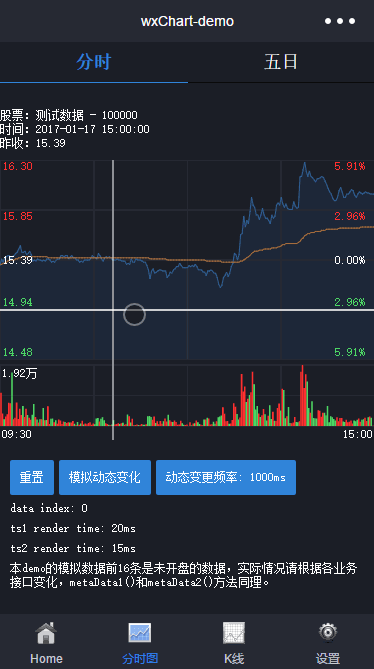 wxChart-demo
分时 五日
股票: 测试数据 - 100000
时间: 2017-01-17 15:00:00
昨收: 15.39
16.30 5.91%
15.85 2.96%
15.39 0.00%
14.94 2.96%
14.48 5.91%
1.92万
09:30 15:00
重置 模拟动态变化 动态变更频率: 1000ms
data index: 0
ts1 render time: 20ms
ts2 render time: 15ms
本demo的模拟数据前16条是未开盘的数据，实际情况请根据各业务
接口变化，metaData1()和metaData2()方法同理。
Home 分时图 K线 设置